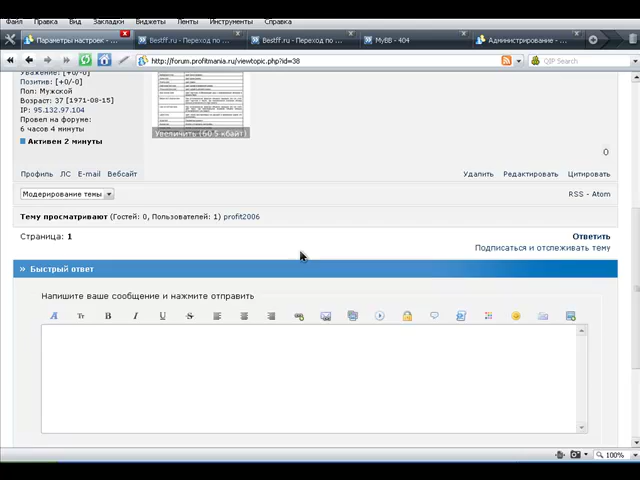 Файл Правка Вид Закладки Виджеты Ленты Инструменты Справка
Параметры настроек - ... Bestff.ru - Переход по ... Bestff.ru - Переход по ... MyBB - 404 Администрирование - ...
http://forum.profitmania.ru/viewtopic.php?id=38 QIP Search
Уважение: [+0/-0]
Позитив: [+0/-0]
Пол: Мужской
Возраст: 37 [1971-08-15]
IP: 95.132.97.104
Провел на форуме:
6 часов 4 минуты
Активен 2 минуты
Увеличить (60.5 кбайт)
0
Профиль ЛС E-mail Вебсайт Удалить Редактировать Цитировать
Модерирование темы RSS - Atom
Тему просматривают (Гостей: 0, Пользователей: 1) profit2006
Страница: 1 Ответить
Подписаться и отслеживать тему
» Быстрый ответ
Напишите ваше сообщение и нажмите отправить
A Tт B I U S
100%